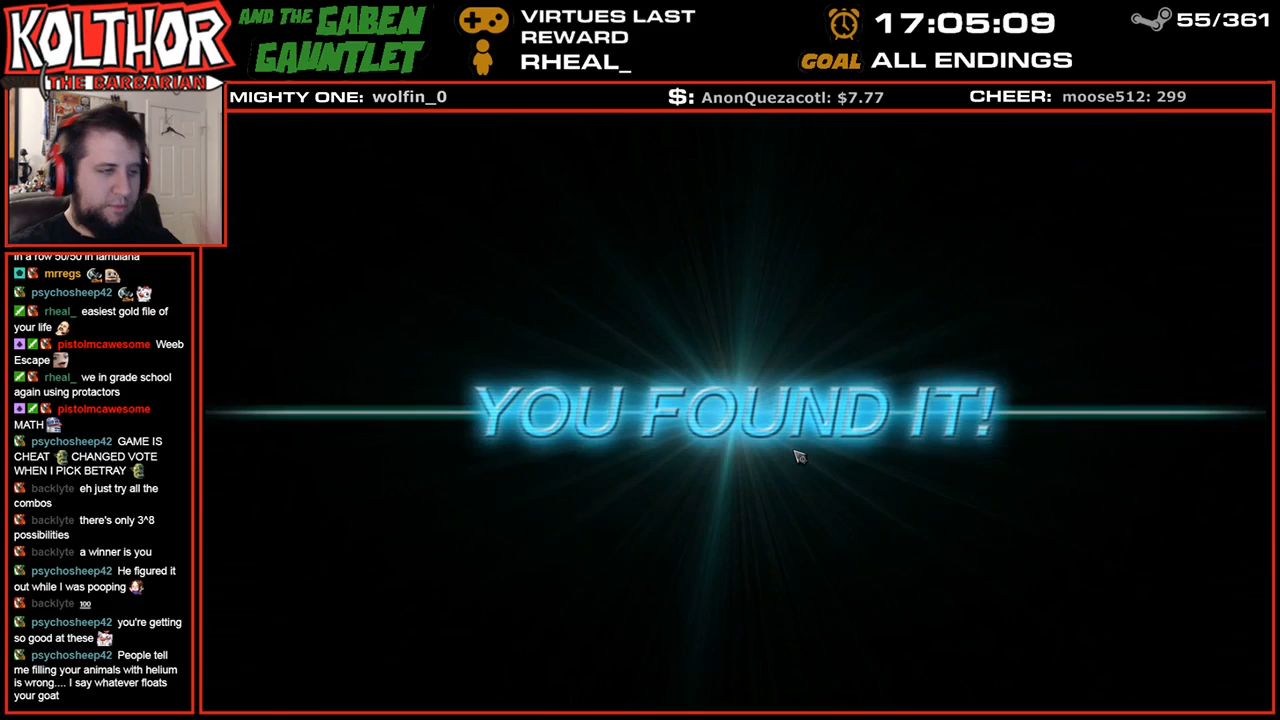 KOLTHOR
THE BARBARIAN
AND THE GABEN
GAUNTLET
VIRTUES LAST
REWARD
RHEAL_
17:05:09
GOAL ALL ENDINGS
55/361
MIGHTY ONE: wolfin_0
$: AnonQuezacotl: $7.77
CHEER: moose512: 299
in a row 50/50 in lamulana
mrregs
psychosheep42
rheal_ easiest gold file of
your life
pistolmcawesome Weeb
Escape
rheal_ we in grade school
again using protactors
pistolmcawesome
MATH
psychosheep42 GAME IS
CHEAT CHANGED VOTE
WHEN I PICK BETRAY
backlyte eh just try all the
combos
backlyte there's only 3^8
possibilities
backlyte a winner is you
psychosheep42 He figured it
out while I was pooping
backlyte 100
psychosheep42 you're getting
so good at these
psychosheep42 People tell
me filling your animals with helium
is wrong.... I say whatever floats
your goat
YOU FOUND IT!